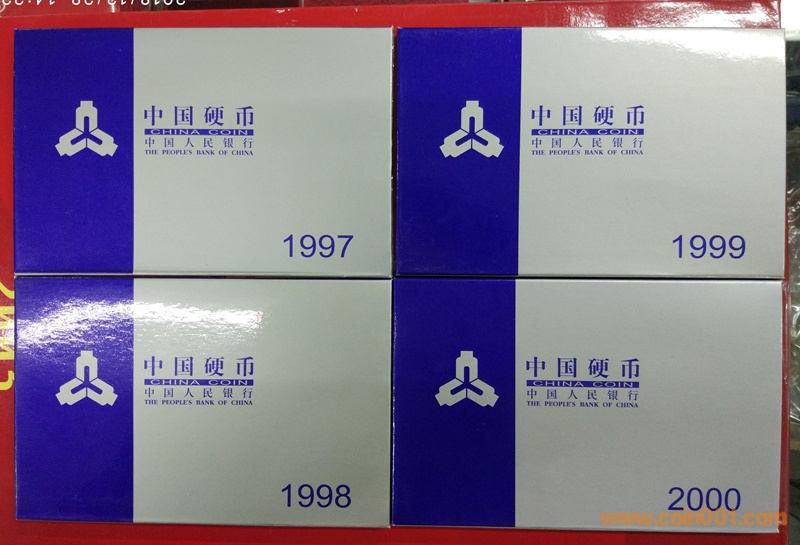 中国硬币
CHINA COIN
中国人民银行
THE PEOPLE'S BANK OF CHINA
1997
中国硬币
CHINA COIN
中国人民银行
THE PEOPLE'S BANK OF CHINA
1999
中国硬币
CHINA COIN
中国人民银行
THE PEOPLE'S BANK OF CHINA
1998
中国硬币
CHINA COIN
中国人民银行
THE PEOPLE'S BANK OF CHINA
2000
www.coin001.com